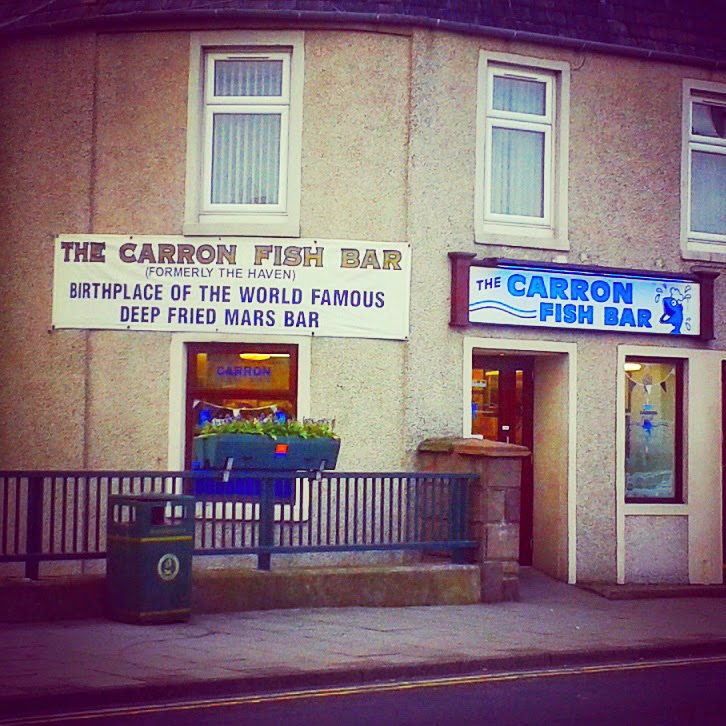 THE CARRON FISH BAR
(FORMERLY THE HAVEN)
BIRTHPLACE OF THE WORLD FAMOUS
DEEP FRIED MARS BAR
THE CARRON
FISH BAR
CARRON